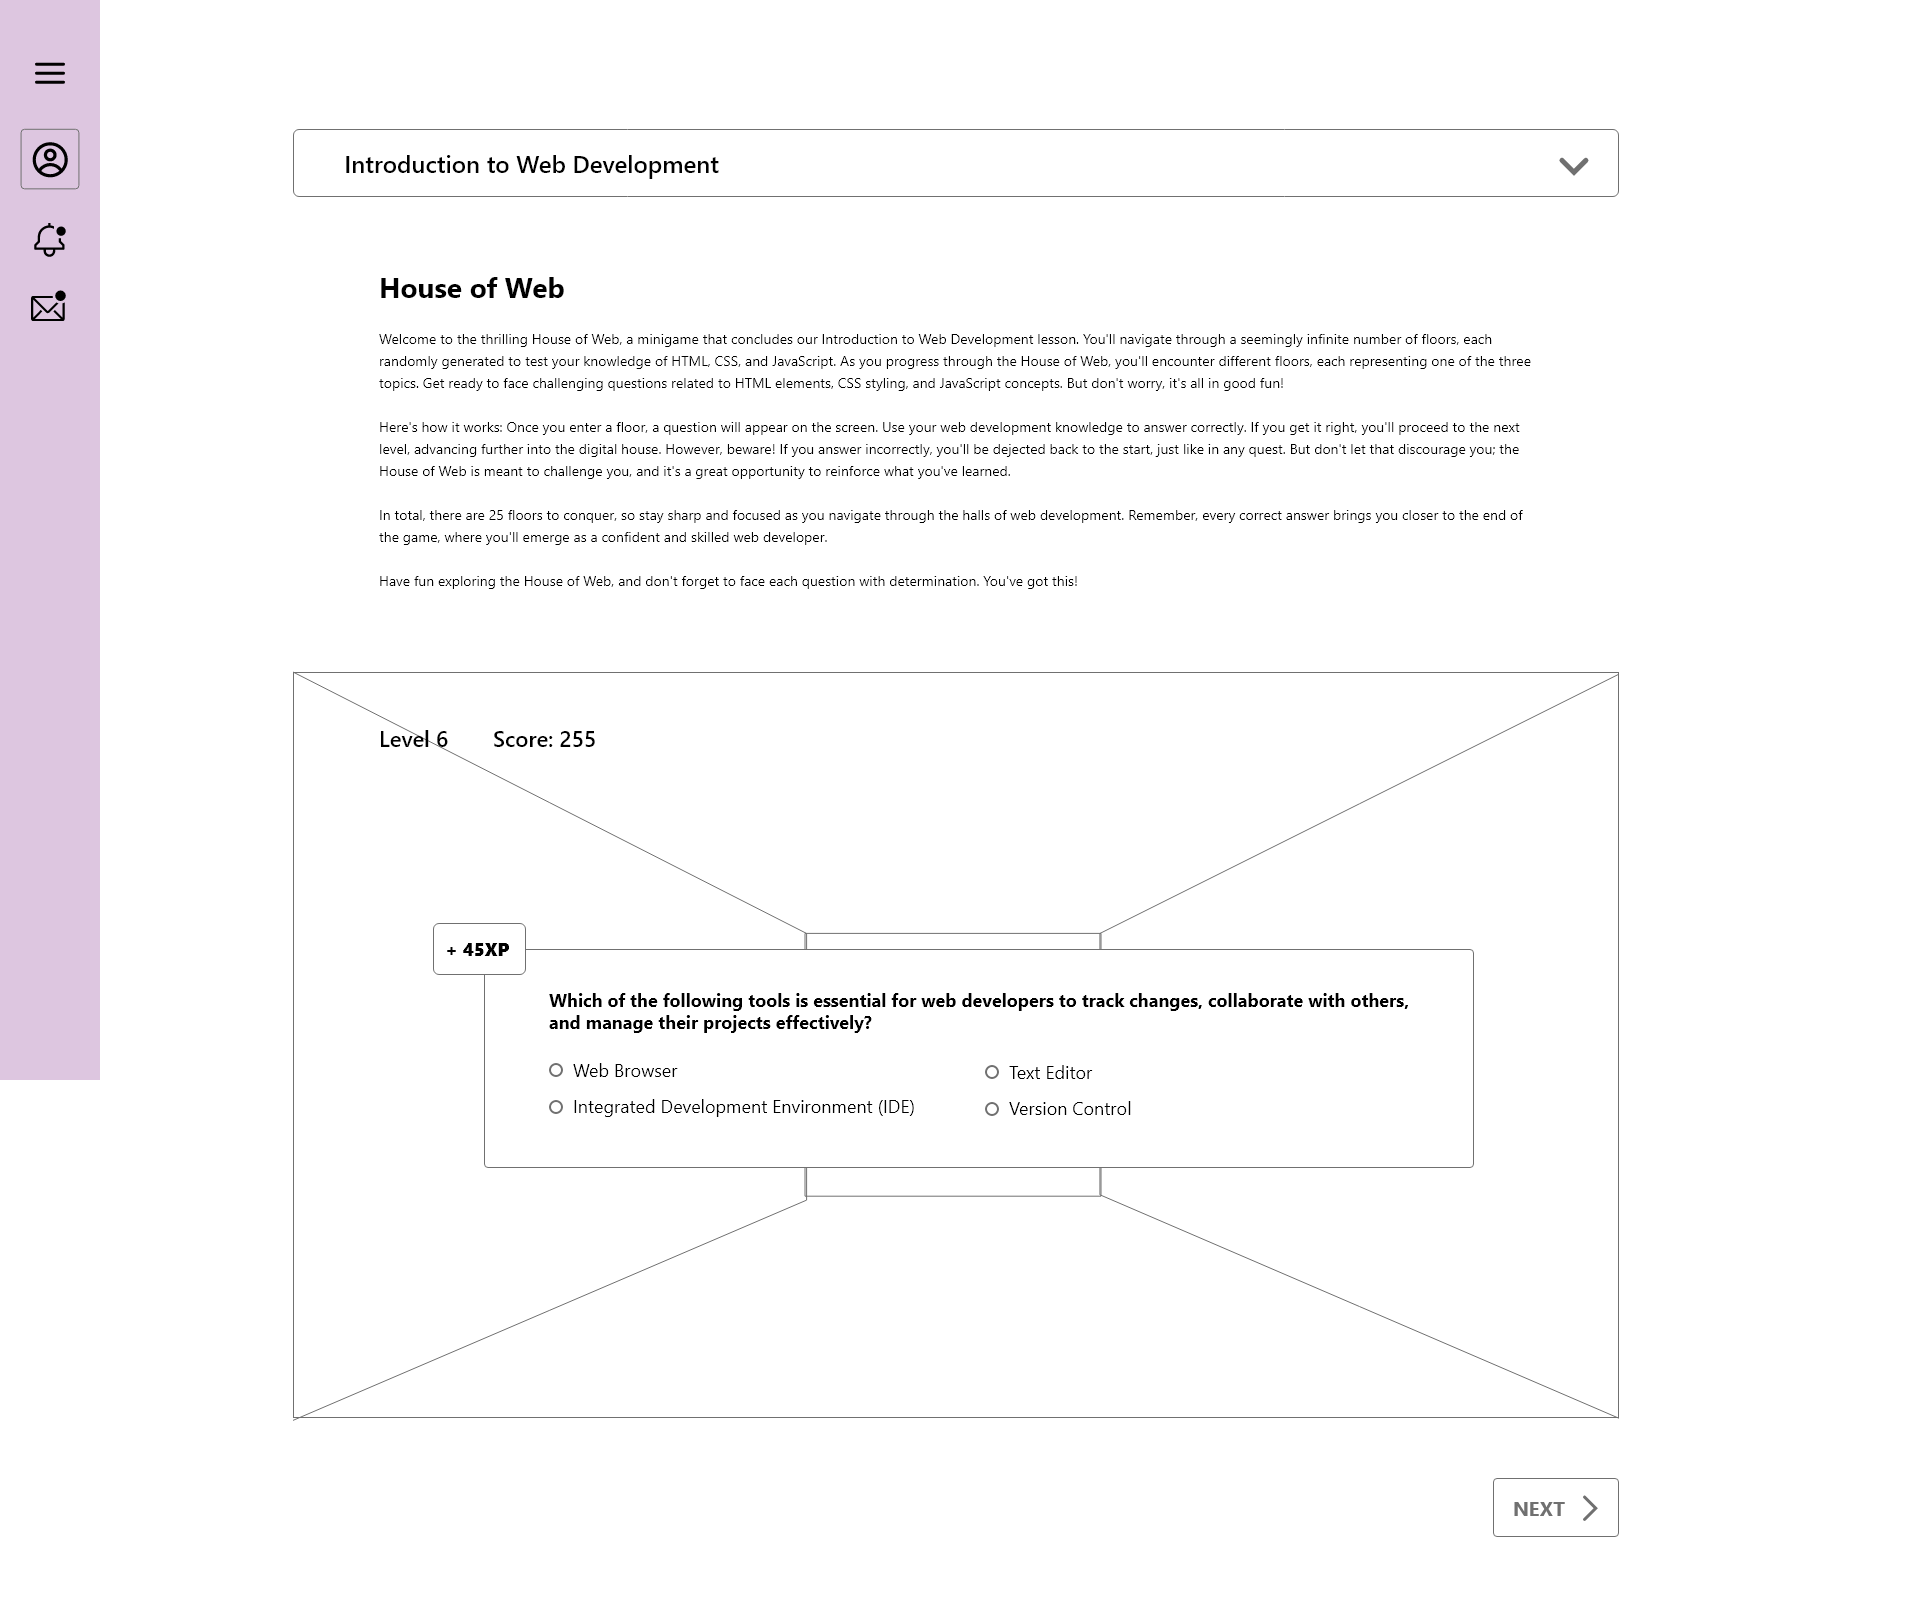 Introduction to Web Development
House of Web
Welcome to the thrilling House of Web, a minigame that concludes our Introduction to Web Development lesson. You'll navigate through a seemingly infinite number of floors, each
randomly generated to test your knowledge of HTML, CSS, and JavaScript. As you progress through the House of Web, you'll encounter different floors, each representing one of the three
topics. Get ready to face challenging questions related to HTML elements, CSS styling, and JavaScript concepts. But don't worry, it's all in good fun!
Here's how it works: Once you enter a floor, a question will appear on the screen. Use your web development knowledge to answer correctly. If you get it right, you'll proceed to the next
level, advancing further into the digital house. However, beware! If you answer incorrectly, you'll be dejected back to the start, just like in any quest. But don't let that discourage you; the
House of Web is meant to challenge you, and it's a great opportunity to reinforce what you've learned.
In total, there are 25 floors to conquer, so stay sharp and focused as you navigate through the halls of web development. Remember, every correct answer brings you closer to the end of
the game, where you'll emerge as a confident and skilled web developer.
Have fun exploring the House of Web, and don't forget to face each question with determination. You've got this!
Level 6 Score: 255
+ 45XP
Which of the following tools is essential for web developers to track changes, collaborate with others,
and manage their projects effectively?
Web Browser
Text Editor
Integrated Development Environment (IDE)
Version Control
NEXT